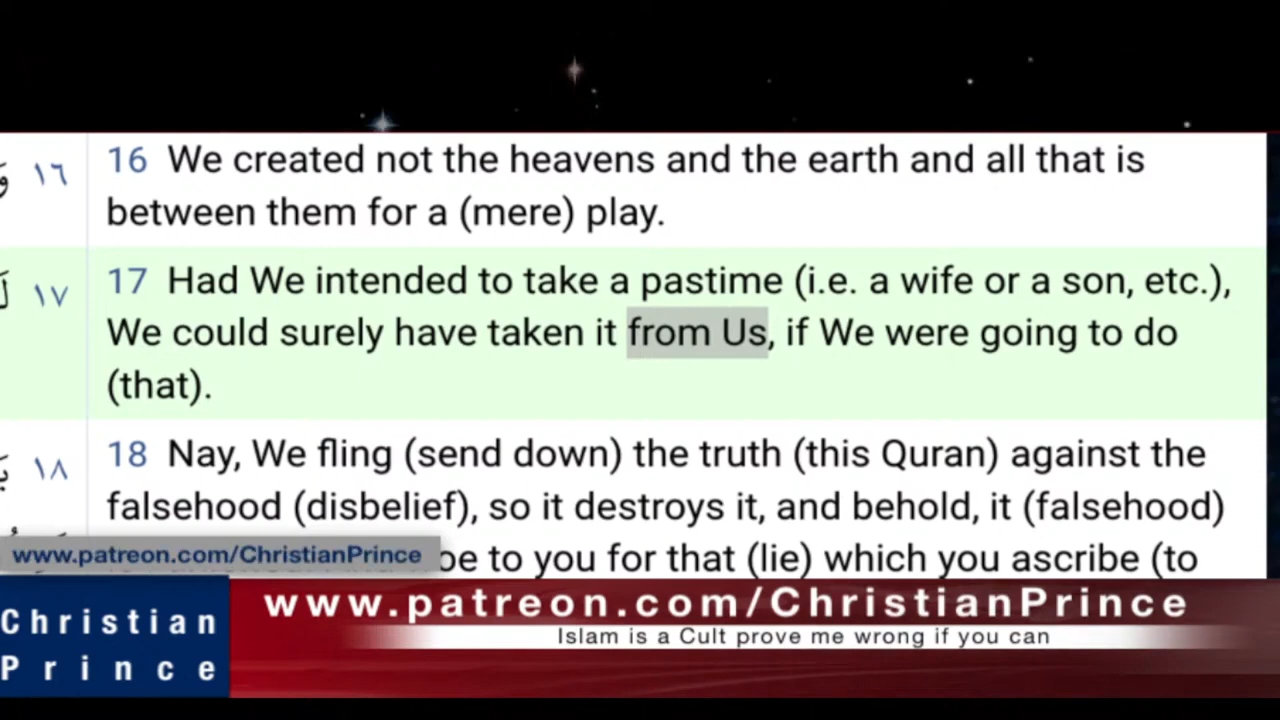 ١٦
16 We created not the heavens and the earth and all that is
between them for a (mere) play.
١٧
17 Had We intended to take a pastime (i.e. a wife or a son, etc.),
We could surely have taken it from Us, if We were going to do
(that).
١٨
18 Nay, We fling (send down) the truth (this Quran) against the
falsehood (disbelief), so it destroys it, and behold, it (falsehood)
to you for that (lie) which you ascribe (to
www.patreon.com/ChristianPrince
Christian
Prince
www.patreon.com/ChristianPrince
Islam is a Cult prove me wrong if you can